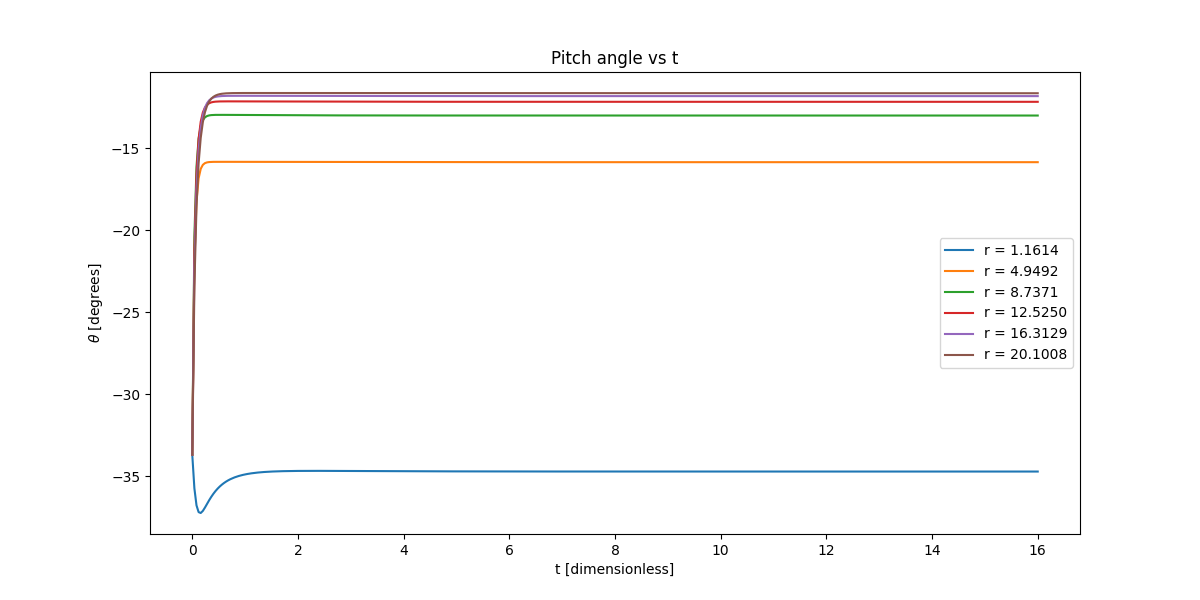 Pitch angle vs t
θ [degrees]
−15
−20
−25
−30
−35
r = 1.1614
r = 4.9492
r = 8.7371
r = 12.5250
r = 16.3129
r = 20.1008
0 2 4 6 8 10 12 14 16
t [dimensionless]